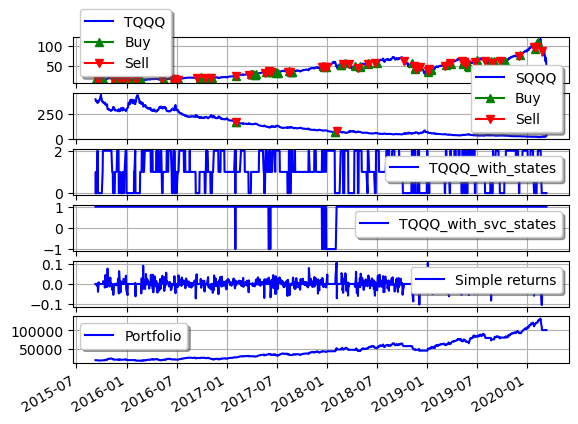 TQQQ
Buy
Sell
100
50
SQQQ
Buy
Sell
250
0
2
0
TQQQ_with_states
1
0
−1
TQQQ_with_svc_states
0.1
0.0
−0.1
Simple returns
100000
50000
Portfolio
2015-07
2016-01
2016-07
2017-01
2017-07
2018-01
2018-07
2019-01
2019-07
2020-01